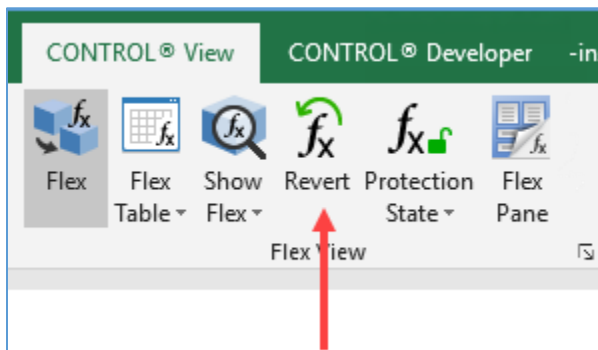 CONTROL® View CONTROL® Developer -in
Flex Flex Show Revert Protection Flex
Table Flex State Pane
Flex View